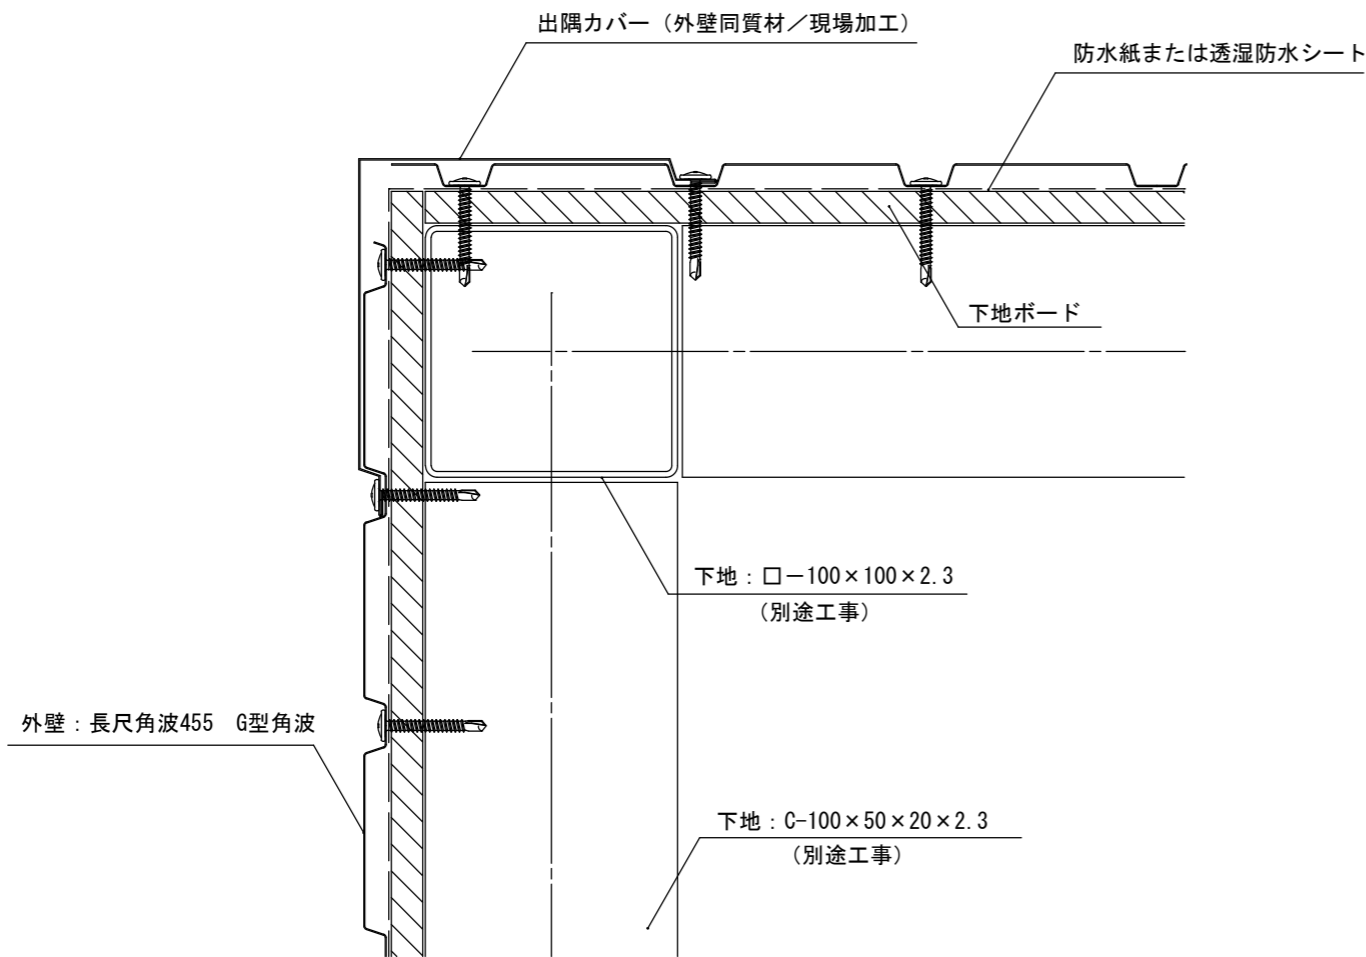 出隅カバー（外壁同質材／現場加工）
防水紙または透湿防水シート
下地ボード
下地：□－100×100×2.3
（別途工事）
外壁：長尺角波455　G型角波
下地：C-100×50×20×2.3
（別途工事）